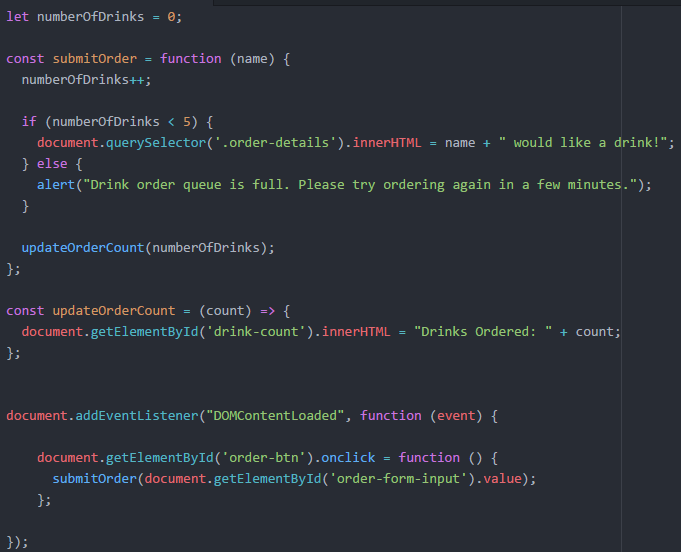 let numberOfDrinks = 0;
const submitOrder = function (name) {
numberOfDrinks++;
if (numberOfDrinks < 5) {
document.querySelector('.order-details').innerHTML = name + " would like a drink!";
} else {
alert("Drink order queue is full. Please try ordering again in a few minutes.");
}
updateOrderCount(numberOfDrinks);
};
const updateOrderCount = (count) => {
document.getElementById('drink-count').innerHTML = "Drinks Ordered: " + count;
};
document.addEventListener("DOMContentLoaded", function (event) {
document.getElementById('order-btn').onclick = function () {
submitOrder(document.getElementById('order-form-input').value);
};
});